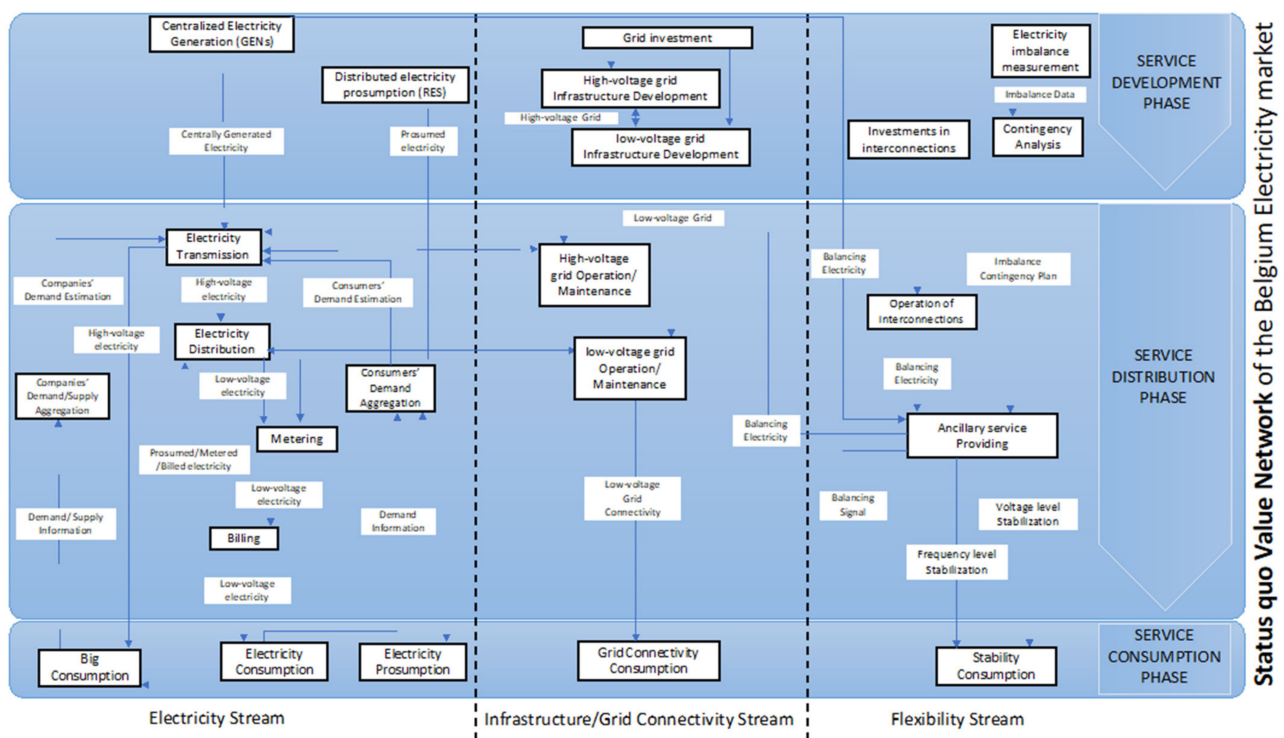 Centralized Electricity
Generation (GENs)
Distributed electricity
prosumption (RES)
Centrally Generated
Electricity
Prosumed
electricity
Grid investment
High-voltage grid
Infrastructure Development
High-voltage Grid
low-voltage grid
Infrastructure Development
Electricity
imbalance
measurement
Imbalance Data
Investments in
interconnections
Contingency
Analysis
SERVICE
DEVELOPMENT
PHASE
Electricity
Transmission
Companies'
Demand Estimation
High-voltage
electricity
Consumers'
Demand Estimation
High-voltage
electricity
Electricity
Distribution
Companies'
Demand/Supply
Aggregation
Low-voltage
electricity
Consumers'
Demand
Aggregation
Metering
Prosumed/Metered
/Billed electricity
Low-voltage
electricity
Demand/ Supply
Information
Demand
Information
Billing
Low-voltage
electricity
Low-voltage Grid
High-voltage
grid Operation/
Maintenance
low-voltage grid
Operation/
Maintenance
Balancing
Electricity
Low-voltage
Grid
Connectivity
Balancing
Electricity
Imbalance
Contingency Plan
Operation of
Interconnections
Balancing
Electricity
Ancillary service
Providing
Balancing
Signal
Voltage level
Stabilization
Frequency level
Stabilization
SERVICE
DISTRIBUTION
PHASE
Big
Consumption
Electricity
Consumption
Electricity
Prosumption
Grid Connectivity
Consumption
Stability
Consumption
SERVICE
CONSUMPTION
PHASE
Electricity Stream
Infrastructure/Grid Connectivity Stream
Flexibility Stream
Status quo Value Network of the Belgium Electricity market